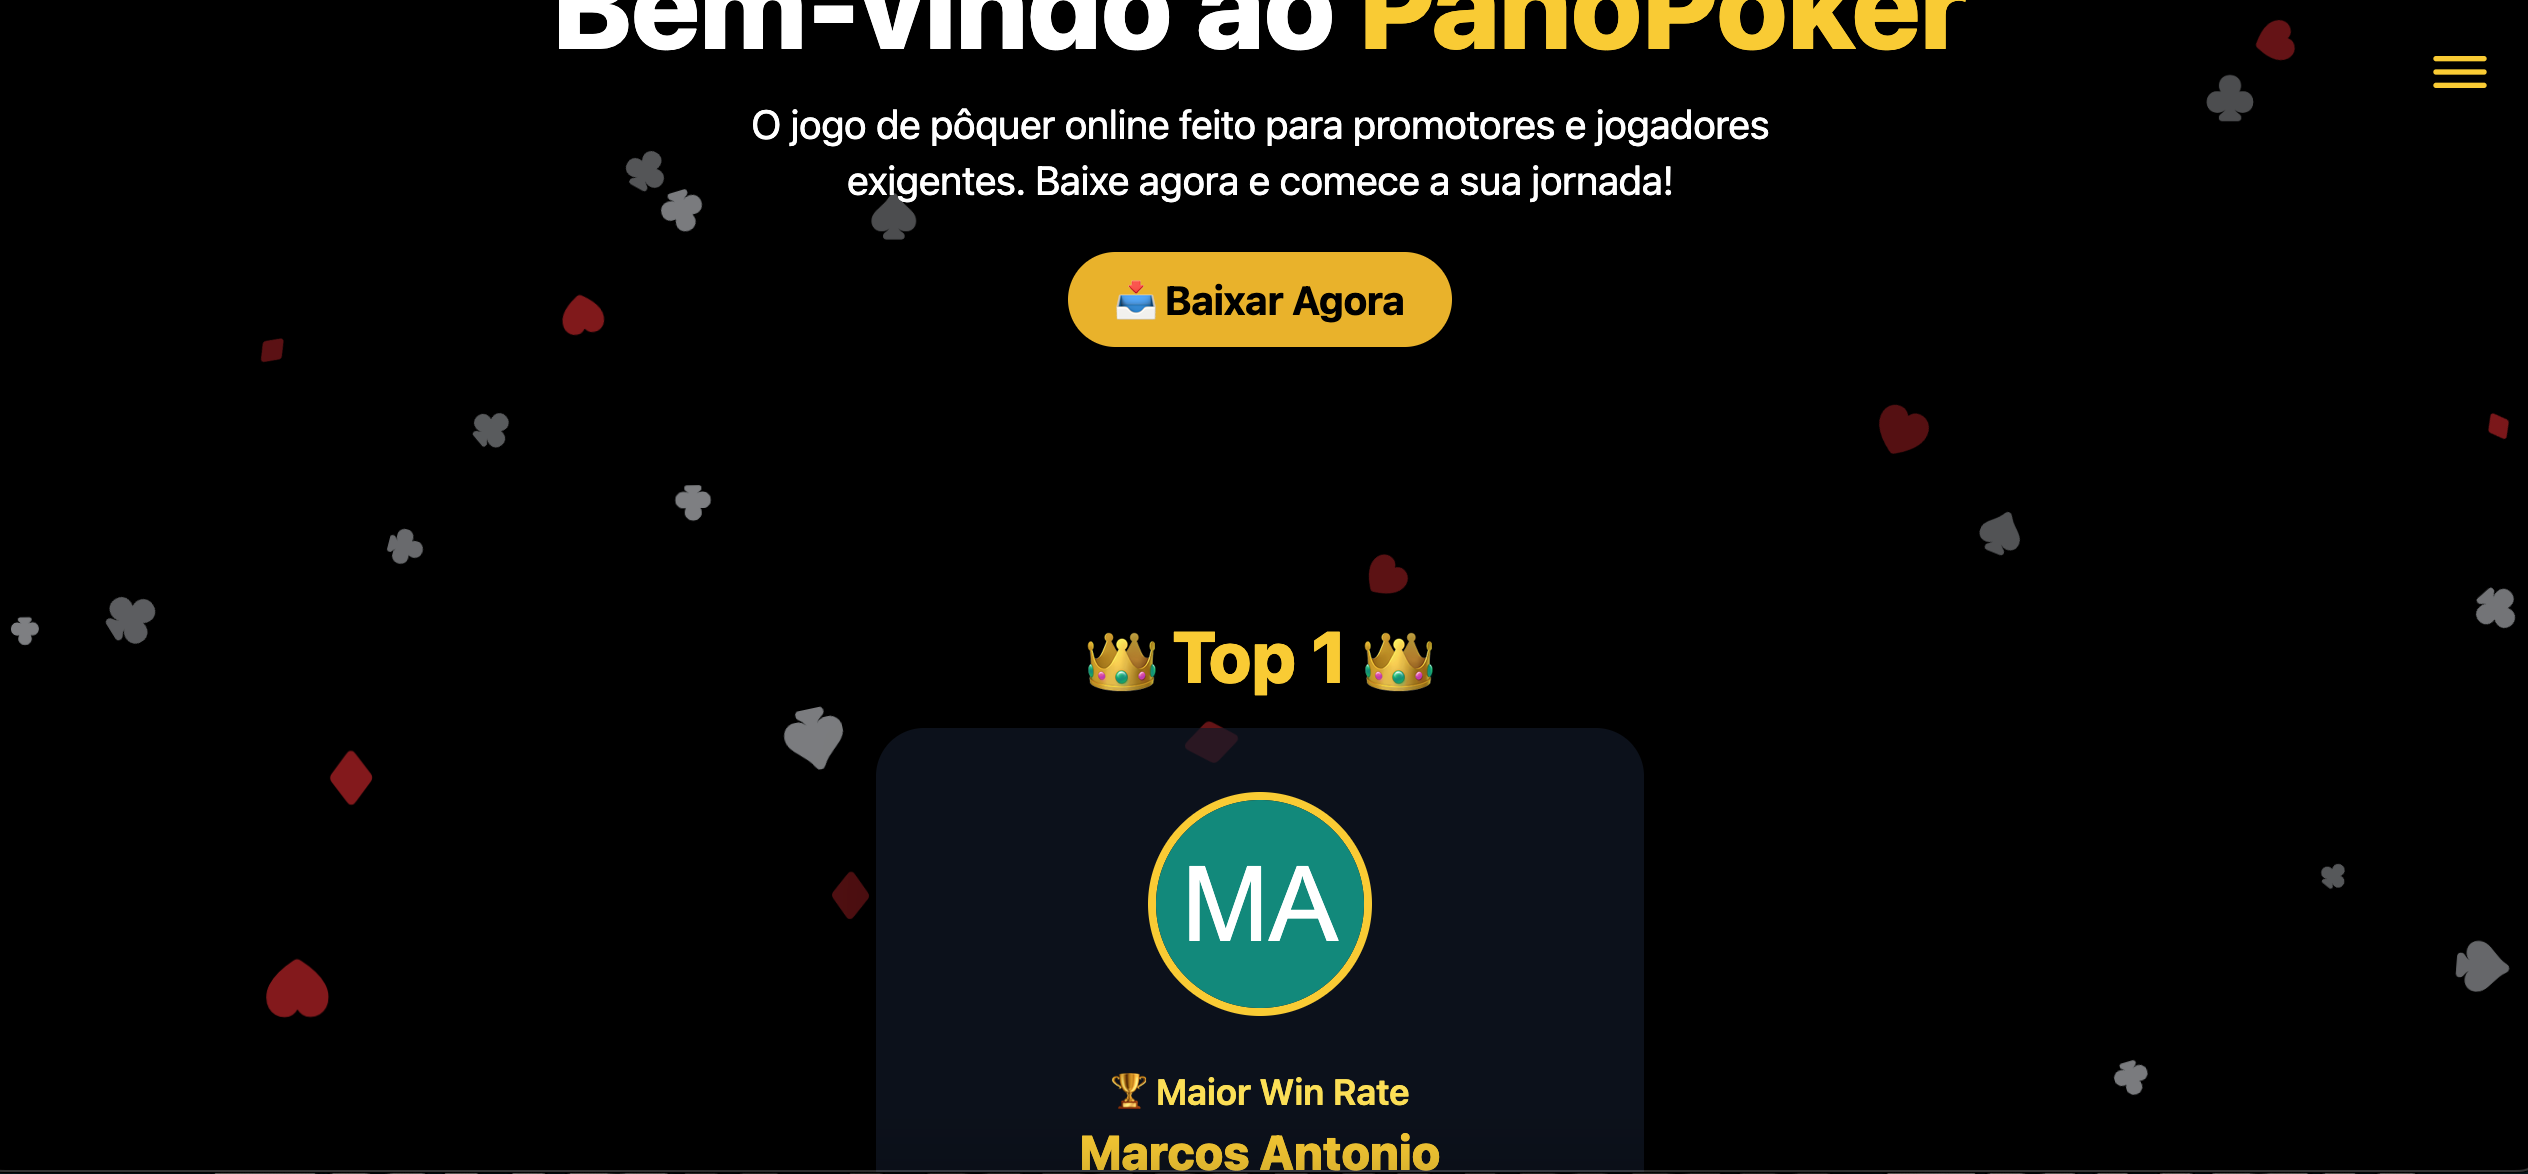 Bem-vindo ao PanoPoker
O jogo de pôquer online feito para promotores e jogadores
exigentes. Baixe agora e comece a sua jornada!
📥 Baixar Agora
👑 Top 1 👑
MA
🏆 Maior Win Rate
Marcos Antonio